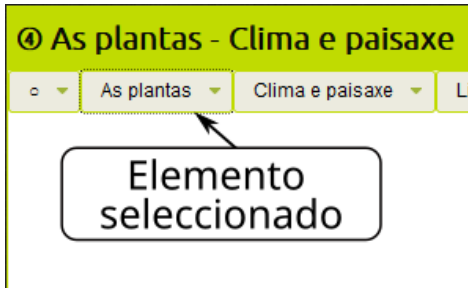 ④ As plantas - Clima e paisaxe
As plantas Clima e paisaxe
Elemento
seleccionado